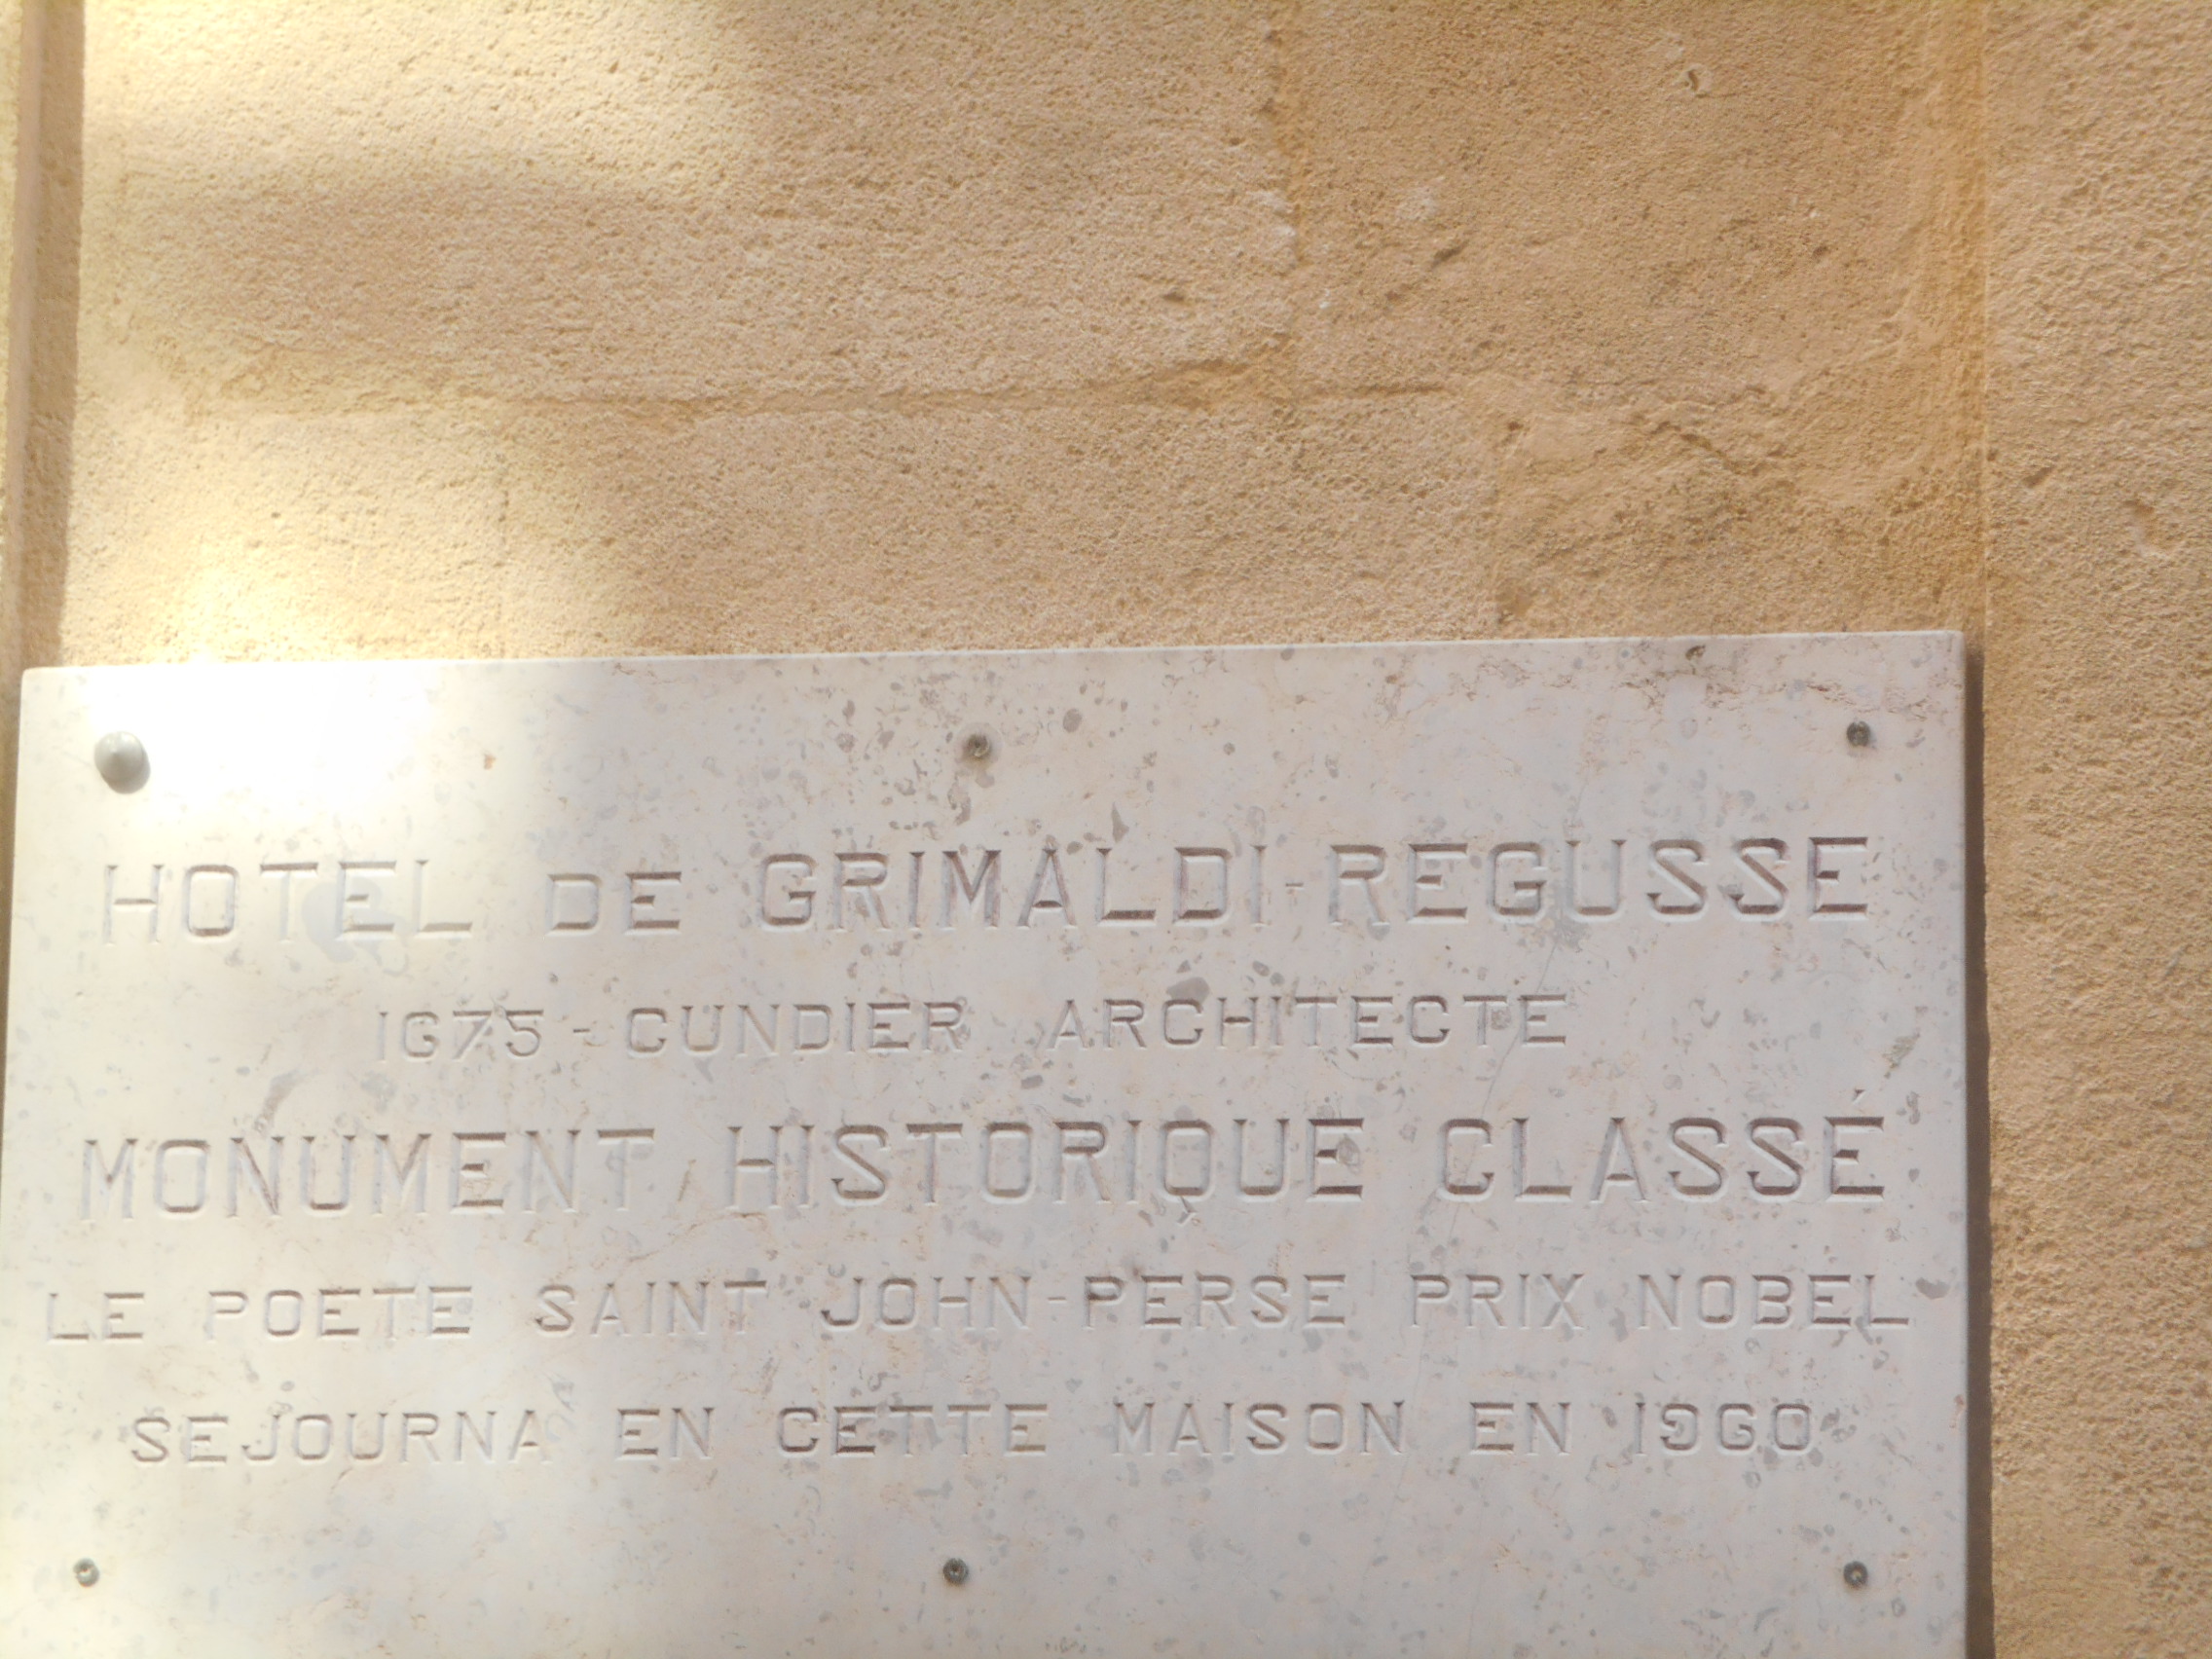 HOTEL DE GRIMALDI-REGUSSE
1675 - CUNDIER ARCHITECTE
MONUMENT HISTORIQUE CLASSÉ
LE POETE SAINT JOHN-PERSE PRIX NOBEL
SEJOURNA EN CETTE MAISON EN 1960